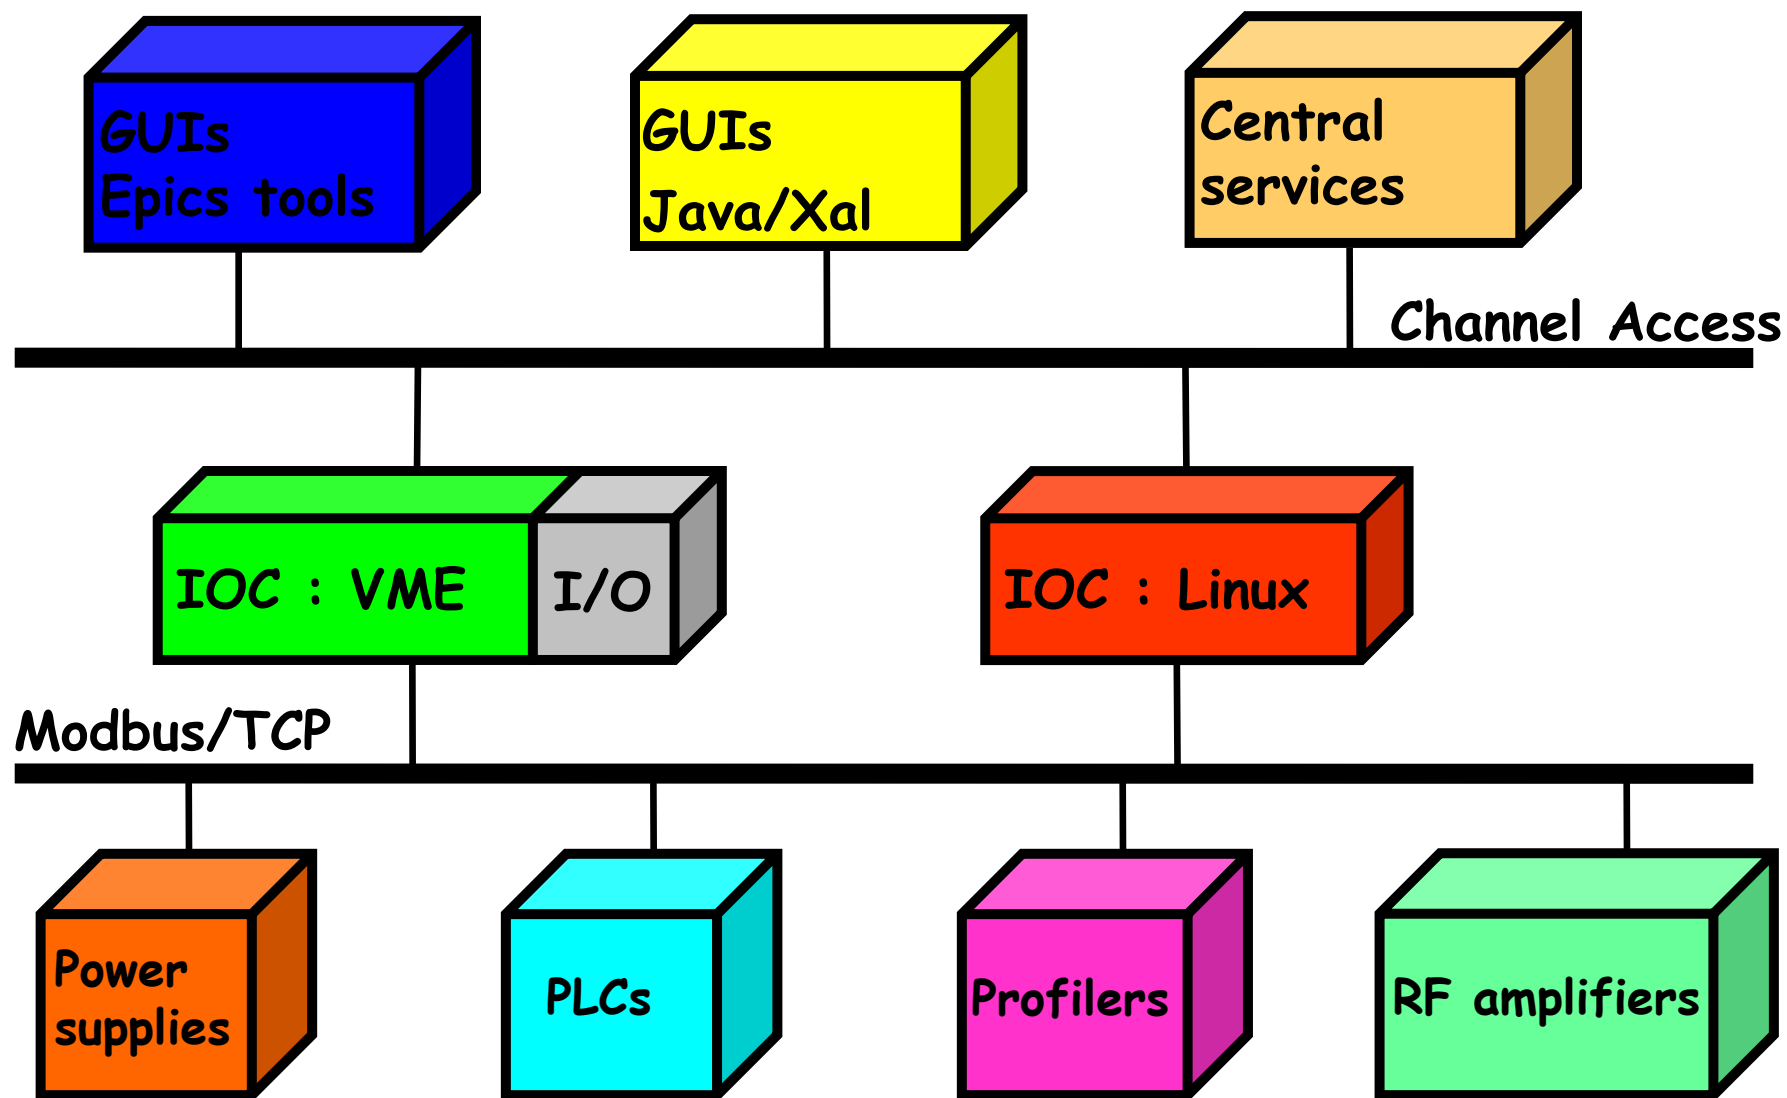 GUIs
Epics tools
GUIs
Java/Xal
Central
services
Channel Access
IOC : VME
I/O
IOC : Linux
Modbus/TCP
Power
supplies
PLCs
Profilers
RF amplifiers